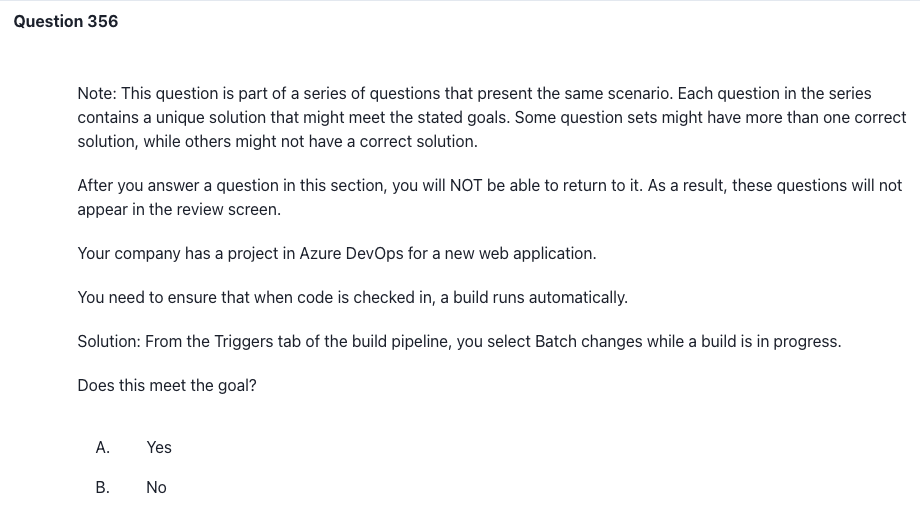 Question 356
Note: This question is part of a series of questions that present the same scenario. Each question in the series
contains a unique solution that might meet the stated goals. Some question sets might have more than one correct
solution, while others might not have a correct solution.
After you answer a question in this section, you will NOT be able to return to it. As a result, these questions will not
appear in the review screen.
Your company has a project in Azure DevOps for a new web application.
You need to ensure that when code is checked in, a build runs automatically.
Solution: From the Triggers tab of the build pipeline, you select Batch changes while a build is in progress.
Does this meet the goal?
A. Yes
B. No